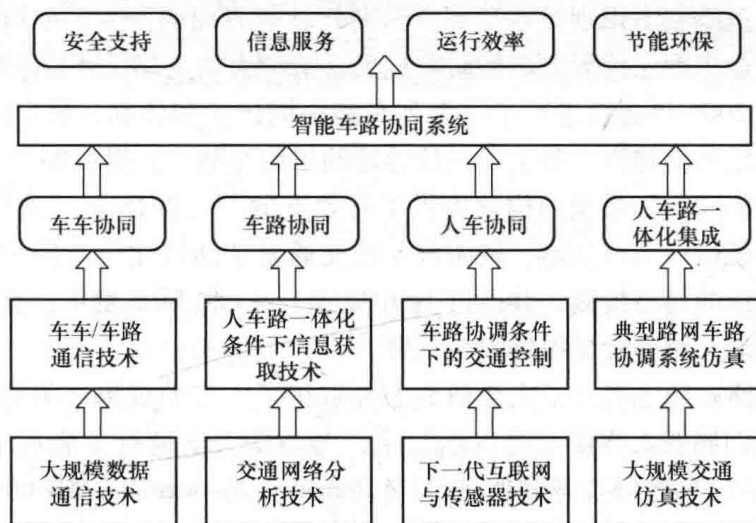 安全支持
信息服务
运行效率
节能环保
智能车路协同系统
车车协同
车路协同
人车协同
人车路一
体化集成
车车/车路
通信技术
人车路一体化
条件下信息获
取技术
车路协调条件
下的交通控制
典型路网车路
协调系统仿真
大规模数据
通信技术
交通网络分
析技术
下一代互联网
与传感器技术
大规模交通
仿真技术